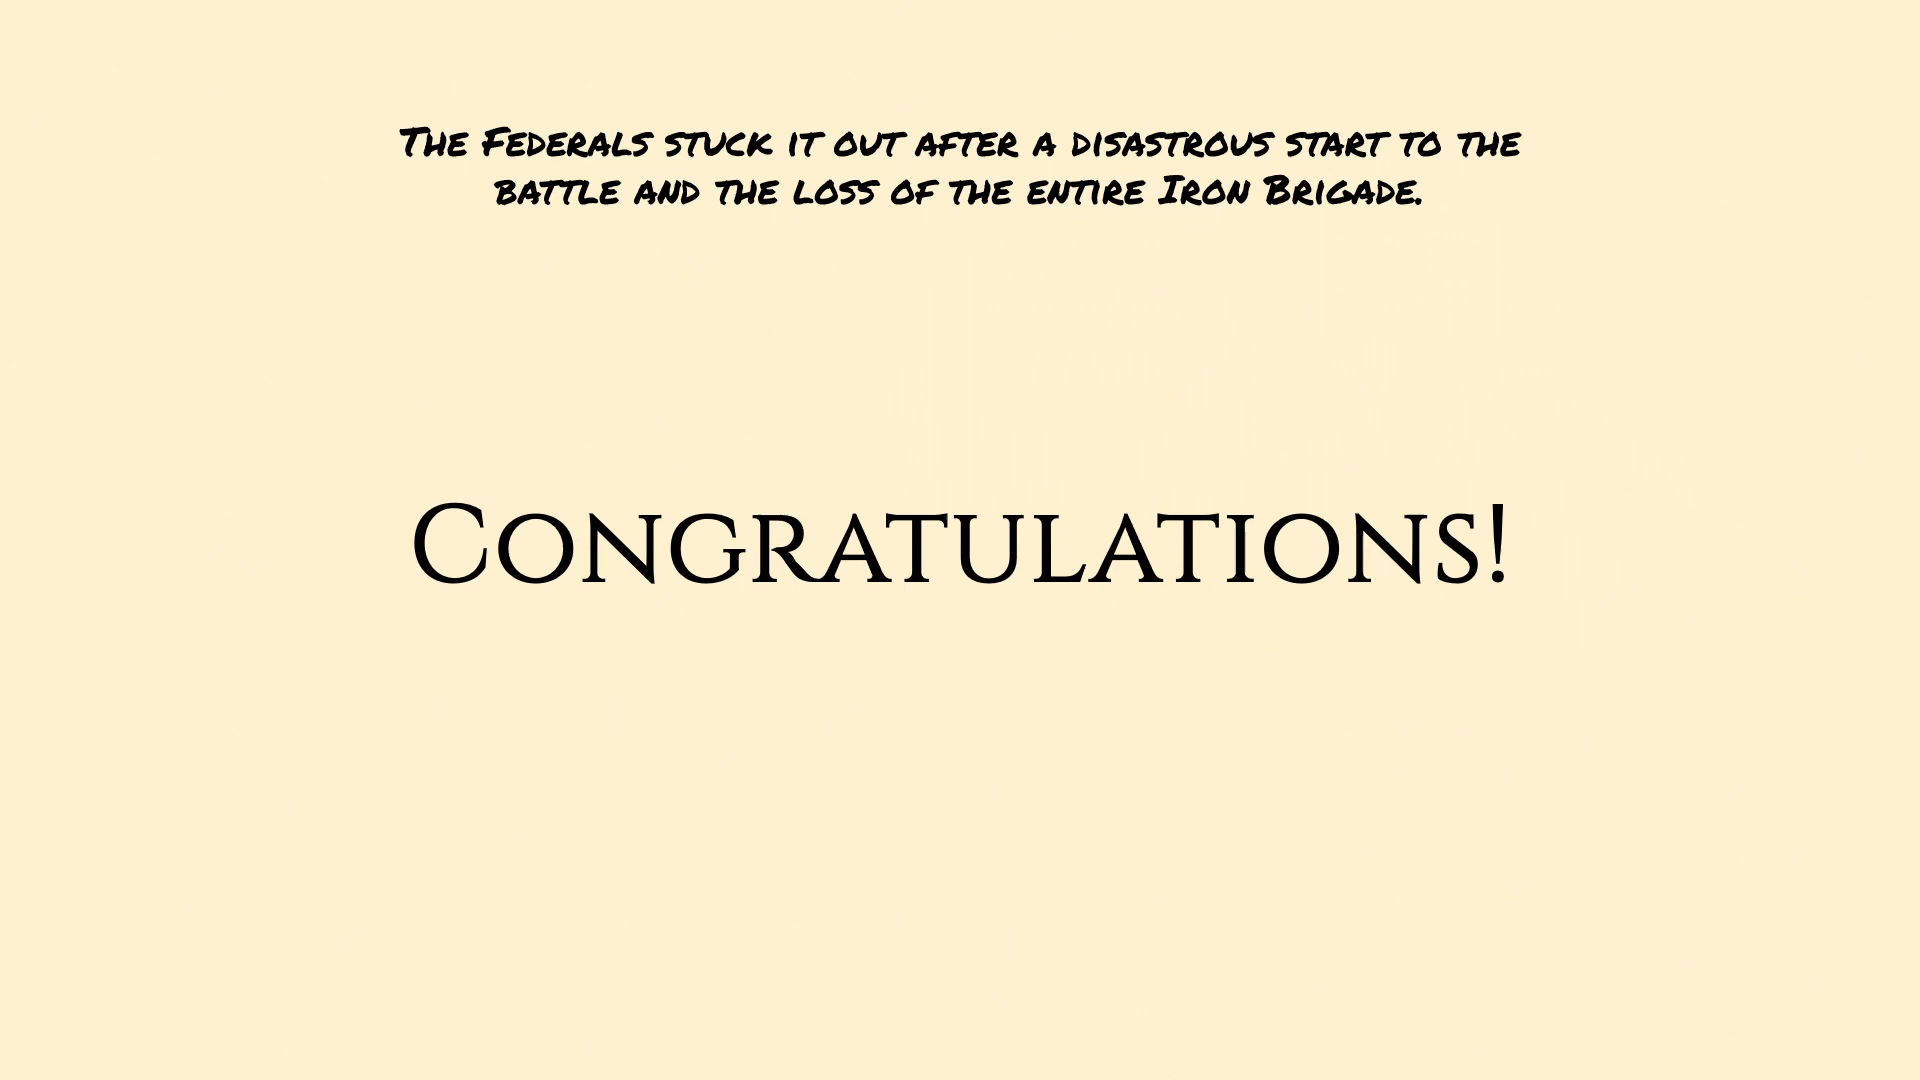 The Federals stuck it out after a disastrous start to the
battle and the loss of the entire Iron Brigade.
Congratulations!